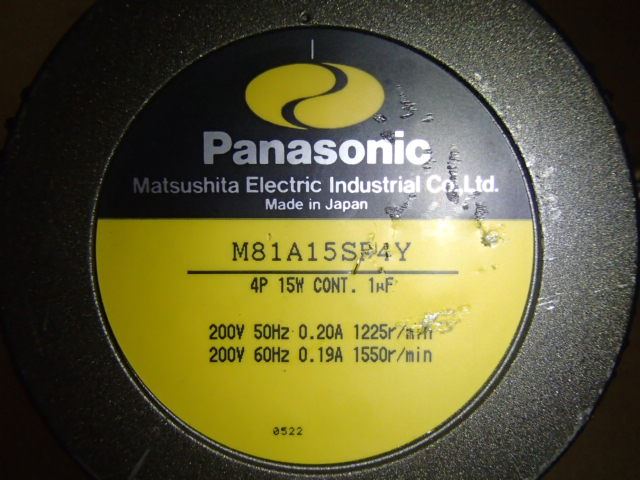 Panasonic
Matsushita Electric Industrial Co.,Ltd.
Made in Japan
M81A15SP4Y
4P 15W CONT. 1µF
200V 50Hz 0.20A 1225r/min
200V 60Hz 0.19A 1550r/min
0522